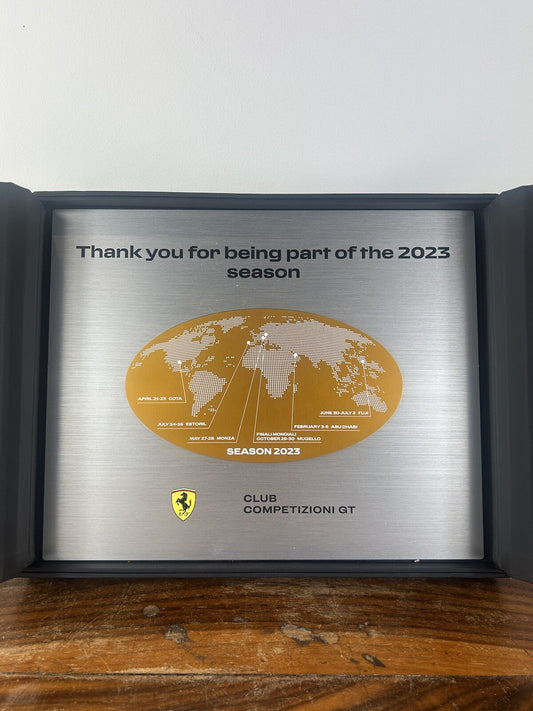 Thank you for being part of the 2023
season
APRIL 21-23 COTA
JUNE 30-JULY 2 FUJI
JULY 14-16 ESTORIL
FEBRUARY 3-5 ABU DHABI
MAY 27-28 MONZA
FINALI MONDIALI
OCTOBER 29-30 MUGELLO
SEASON 2023
CLUB
COMPETIZIONI GT